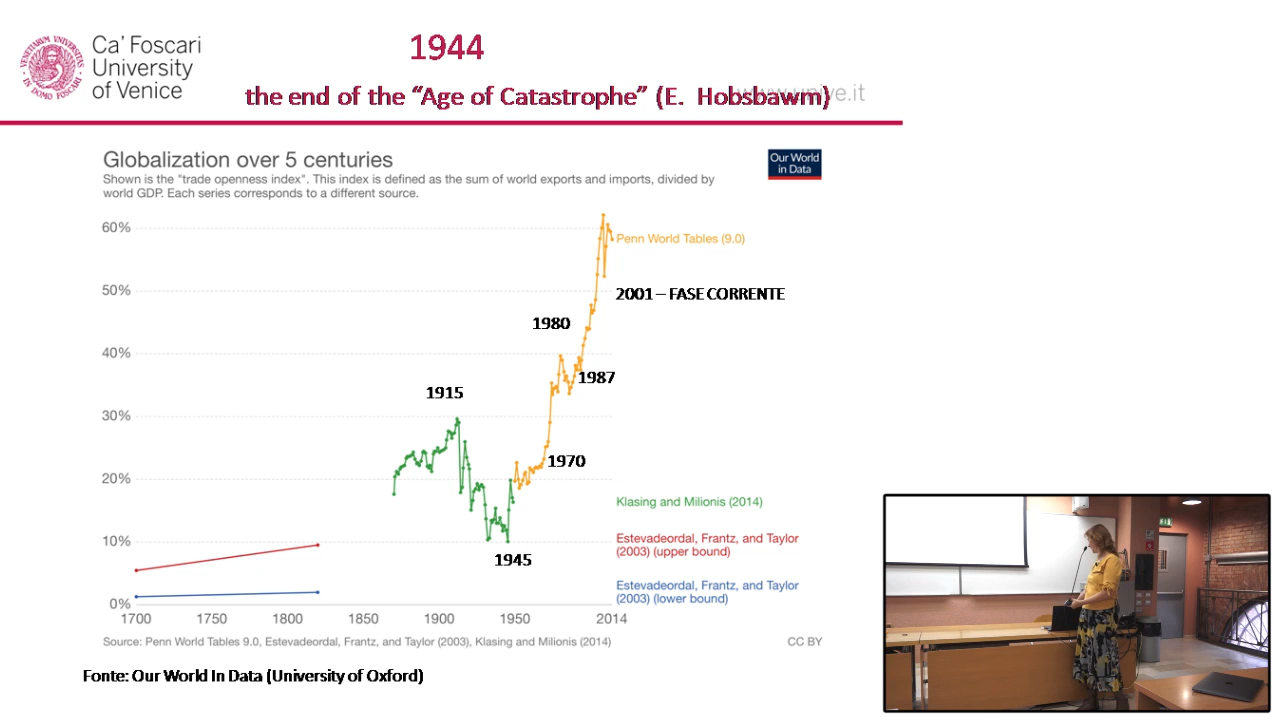 Ca' Foscari
University
of Venice
1944
the end of the “Age of Catastrophe” (E. Hobsbawm)
www.unive.it
Globalization over 5 centuries
Shown is the "trade openness index". This index is defined as the sum of world exports and imports, divided by
world GDP. Each series corresponds to a different source.
Our World
in Data
60%
50%
40%
30%
20%
10%
0%
Penn World Tables (9.0)
2001 – FASE CORRENTE
1980
1987
1915
1970
Klasing and Milionis (2014)
Estevadeordal, Frantz, and Taylor
(2003) (upper bound)
1945
Estevadeordal, Frantz, and Taylor
(2003) (lower bound)
1700
1750
1800
1850
1900
1950
2014
Source: Penn World Tables 9.0, Estevadeordal, Frantz, and Taylor (2003), Klasing and Milionis (2014)
CC BY
Fonte: Our World In Data (University of Oxford)